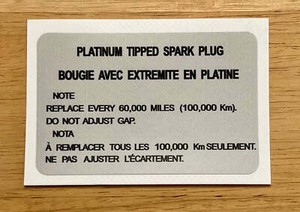 PLATINUM TIPPED SPARK PLUG
BOUGIE AVEC EXTREMITE EN PLATINE
NOTE
REPLACE EVERY 60,000 MILES (100,000 Km).
DO NOT ADJUST GAP.
NOTA
À REMPLACER TOUS LES 100,000 Km SEULEMENT.
NE PAS AJUSTER L'ÉCARTEMENT.